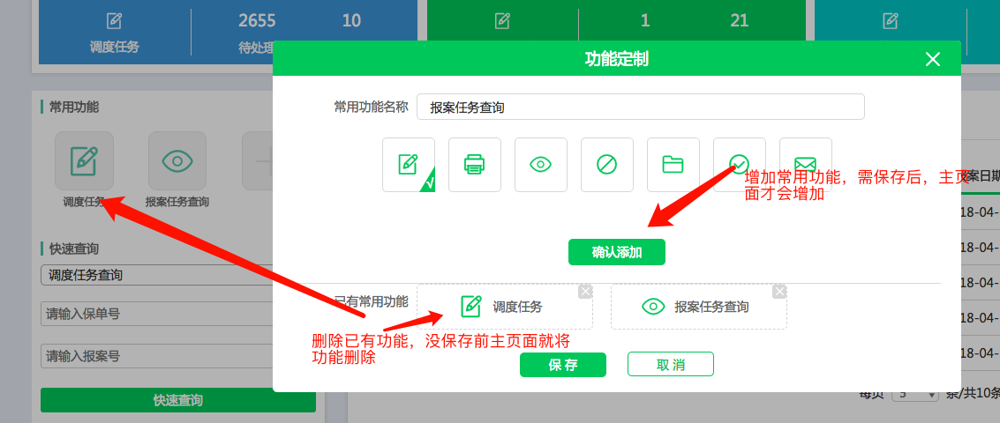 2655 10
1 21
调度任务 待处理
功能定制
常用功能
常用功能名称 报案任务查询
增加常用功能，需保存后，主页
面才会增加
案日期
调度任务 报案任务查询
18-04-
快速查询
18-04-
确认添加
调度任务查询
18-04-
已有常用功能 调度任务 报案任务查询
请输入保单号
18-04-
删除已有功能，没保存前主页面就将
功能删除
请输入报案号
18-04-
保 存 取 消
每页 5 条/共10条
快速查询